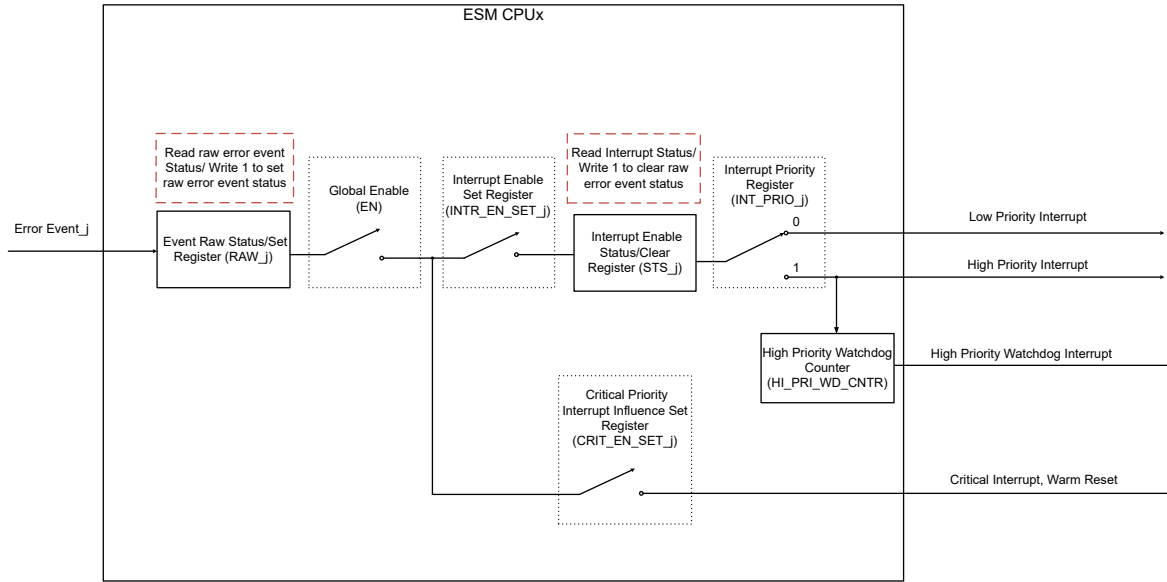 ESM CPUx
Read raw error event
Status/ Write 1 to set
raw error event status
Read Interrupt Status/
Write 1 to clear raw
error event status
Global Enable
(EN)
Interrupt Enable
Set Register
(INTR_EN_SET_j)
Interrupt Priority
Register
(INT_PRIO_j)
Error Event_j
Event Raw Status/Set
Register (RAW_j)
Interrupt Enable
Status/Clear
Register (STS_j)
0
1
Low Priority Interrupt
High Priority Interrupt
High Priority Watchdog
Counter
(HI_PRI_WD_CNTR)
High Priority Watchdog Interrupt
Critical Priority
Interrupt Influence Set
Register
(CRIT_EN_SET_j)
Critical Interrupt, Warm Reset